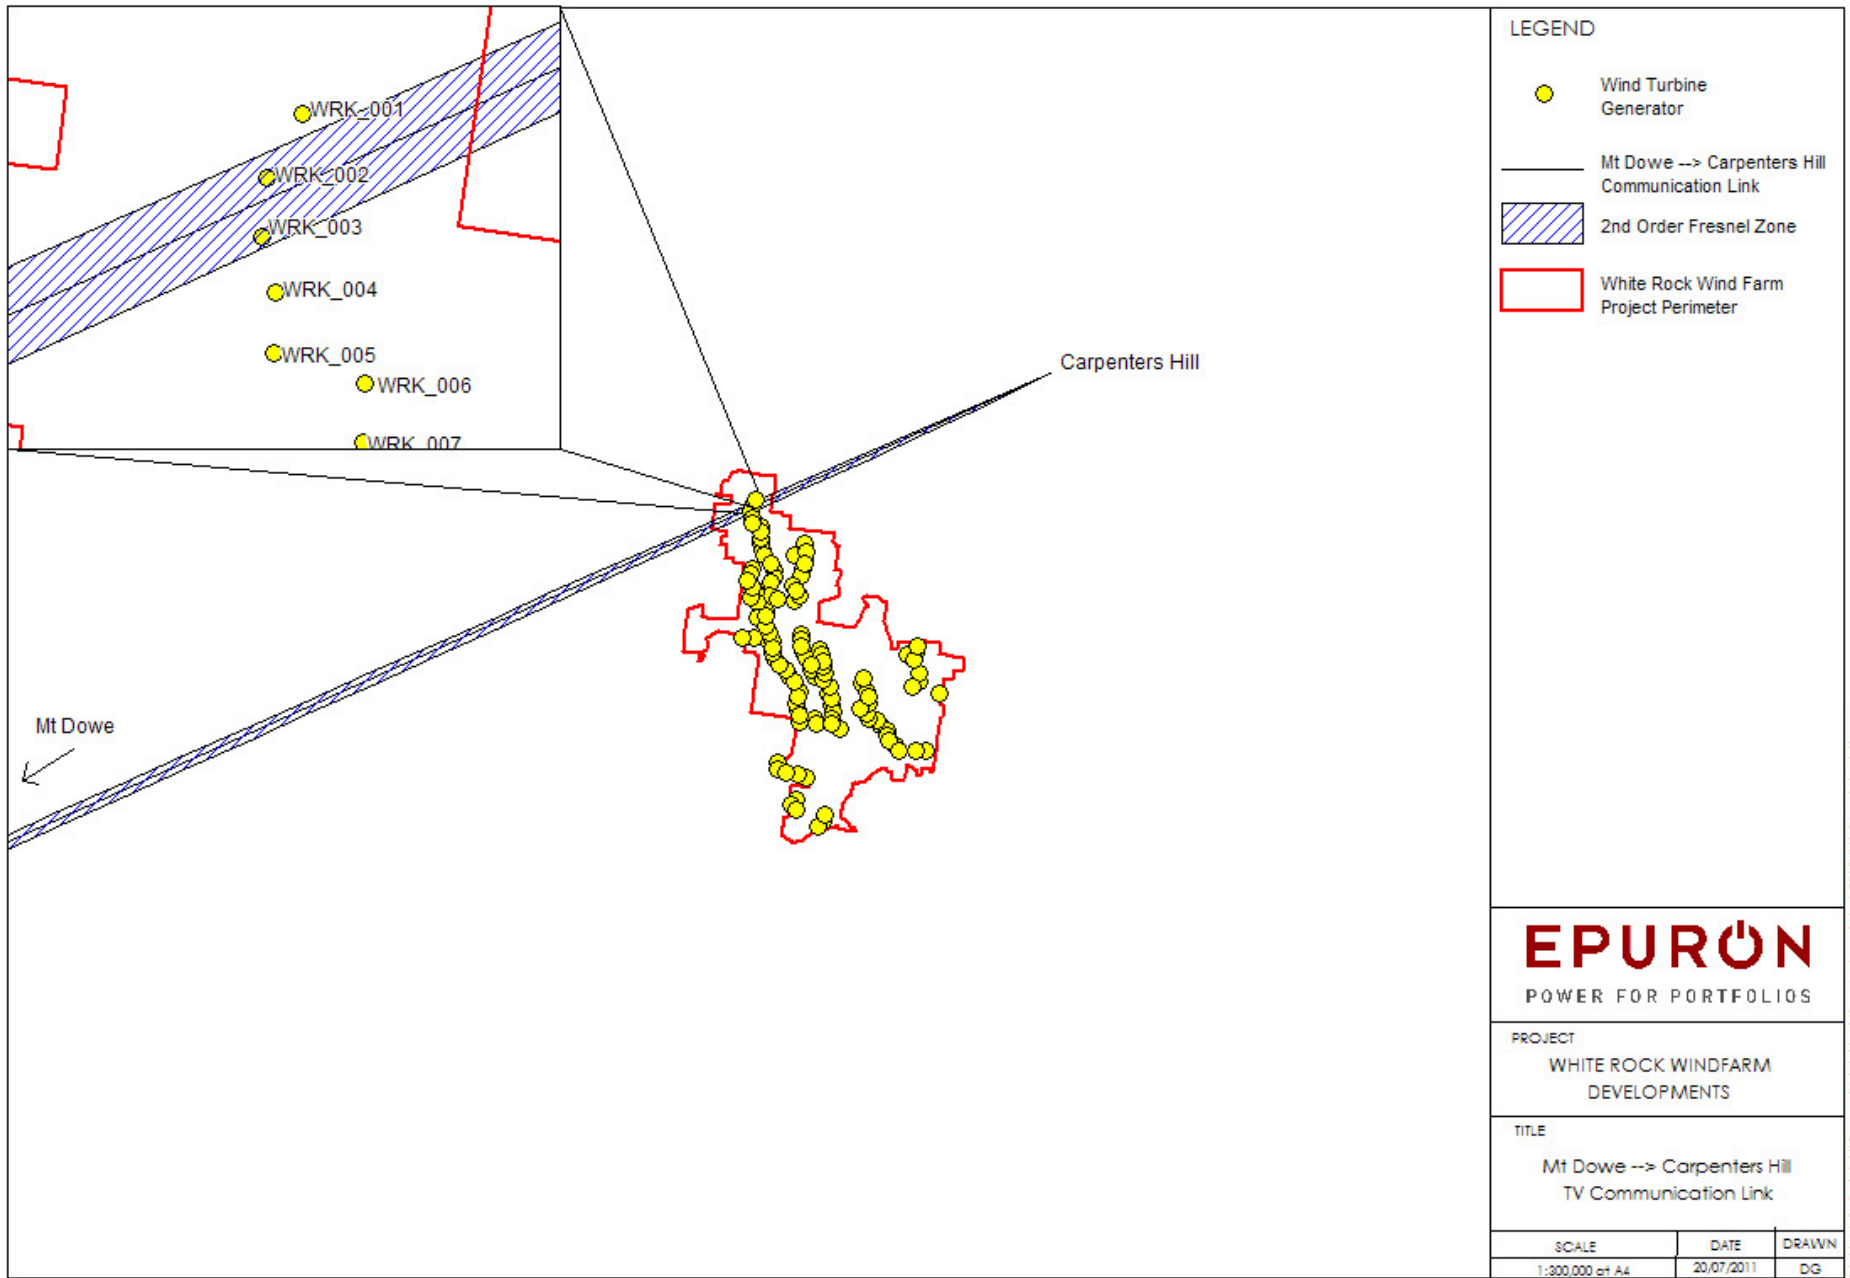 WRK_001
WRK_002
WRK_003
WRK_004
WRK_005
WRK_006
WRK_007
Carpenters Hill
Mt Dowe
LEGEND
Wind Turbine
Generator
Mt Dowe --> Carpenters Hill
Communication Link
2nd Order Fresnel Zone
White Rock Wind Farm
Project Perimeter
EPURON
POWER FOR PORTFOLIOS
PROJECT
WHITE ROCK WINDFARM
DEVELOPMENTS
TITLE
Mt Dowe --> Carpenters Hill
TV Communication Link
SCALE DATE DRAWN
1:300,000 at A4 20/07/2011 DG